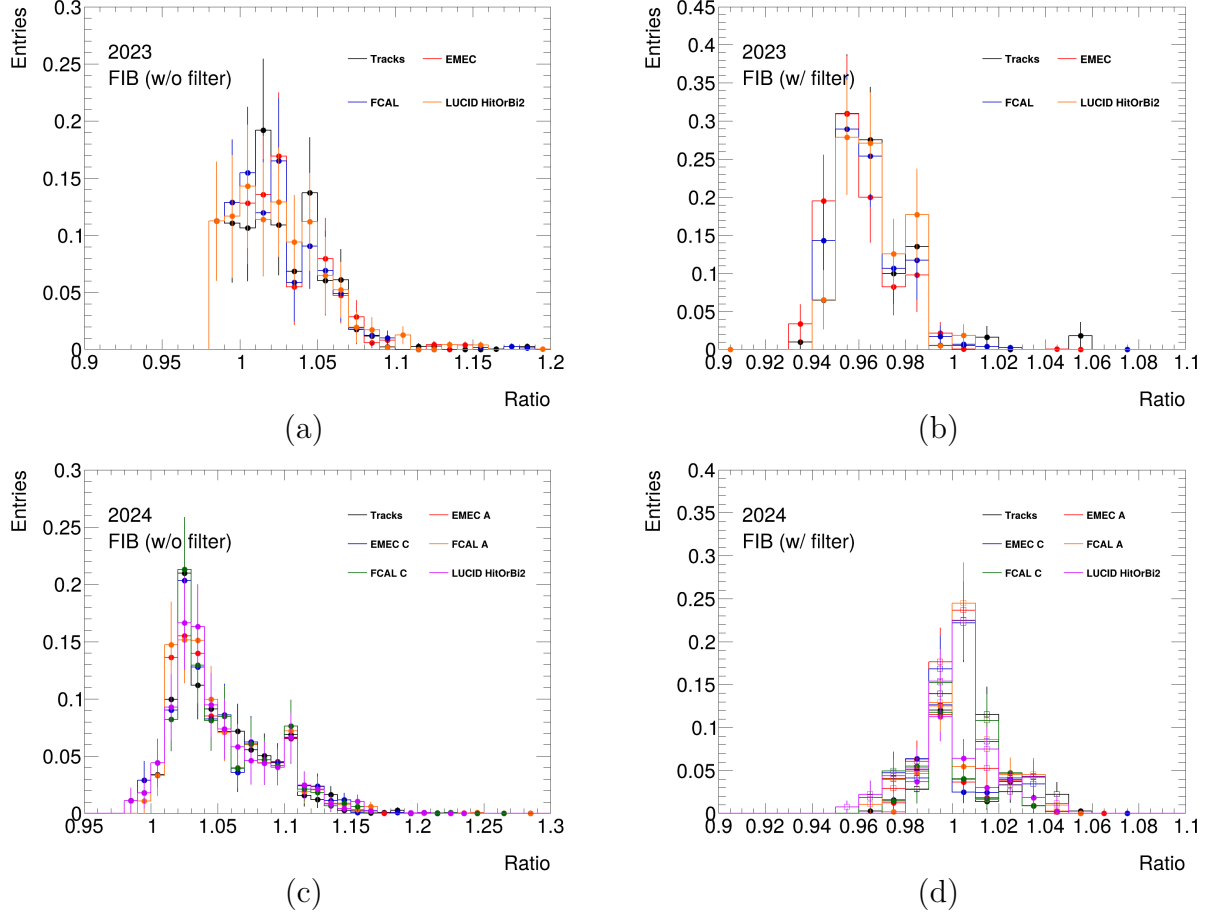 Entries
0.25
0.2
0.15
0.1
0.05
0
2023
FIB (w/o filter)
Tracks
EMEC
FCAL
LUCID HitOrBi2
0.9
0.95
1
1.05
1.1
1.15
1.2
Ratio
(a)
Entries
0.45
0.4
0.35
0.3
0.25
0.2
0.15
0.1
0.05
0
2023
FIB (w/ filter)
Tracks
EMEC
FCAL
LUCID HitOrBi2
0.9
0.92
0.94
0.96
0.98
1
1.02
1.04
1.06
1.08
1.1
Ratio
(b)
Entries
0.3
0.25
0.2
0.15
0.1
0.05
0
2024
FIB (w/o filter)
Tracks
EMEC A
EMEC C
FCAL A
FCAL C
LUCID HitOrBi2
0.95
1
1.05
1.1
1.15
1.2
1.25
1.3
Ratio
(c)
Entries
0.4
0.35
0.3
0.25
0.2
0.15
0.1
0.05
0
2024
FIB (w/ filter)
Tracks
EMEC A
EMEC C
FCAL A
FCAL C
LUCID HitOrBi2
0.9
0.92
0.94
0.96
0.98
1
1.02
1.04
1.06
1.08
1.1
Ratio
(d)